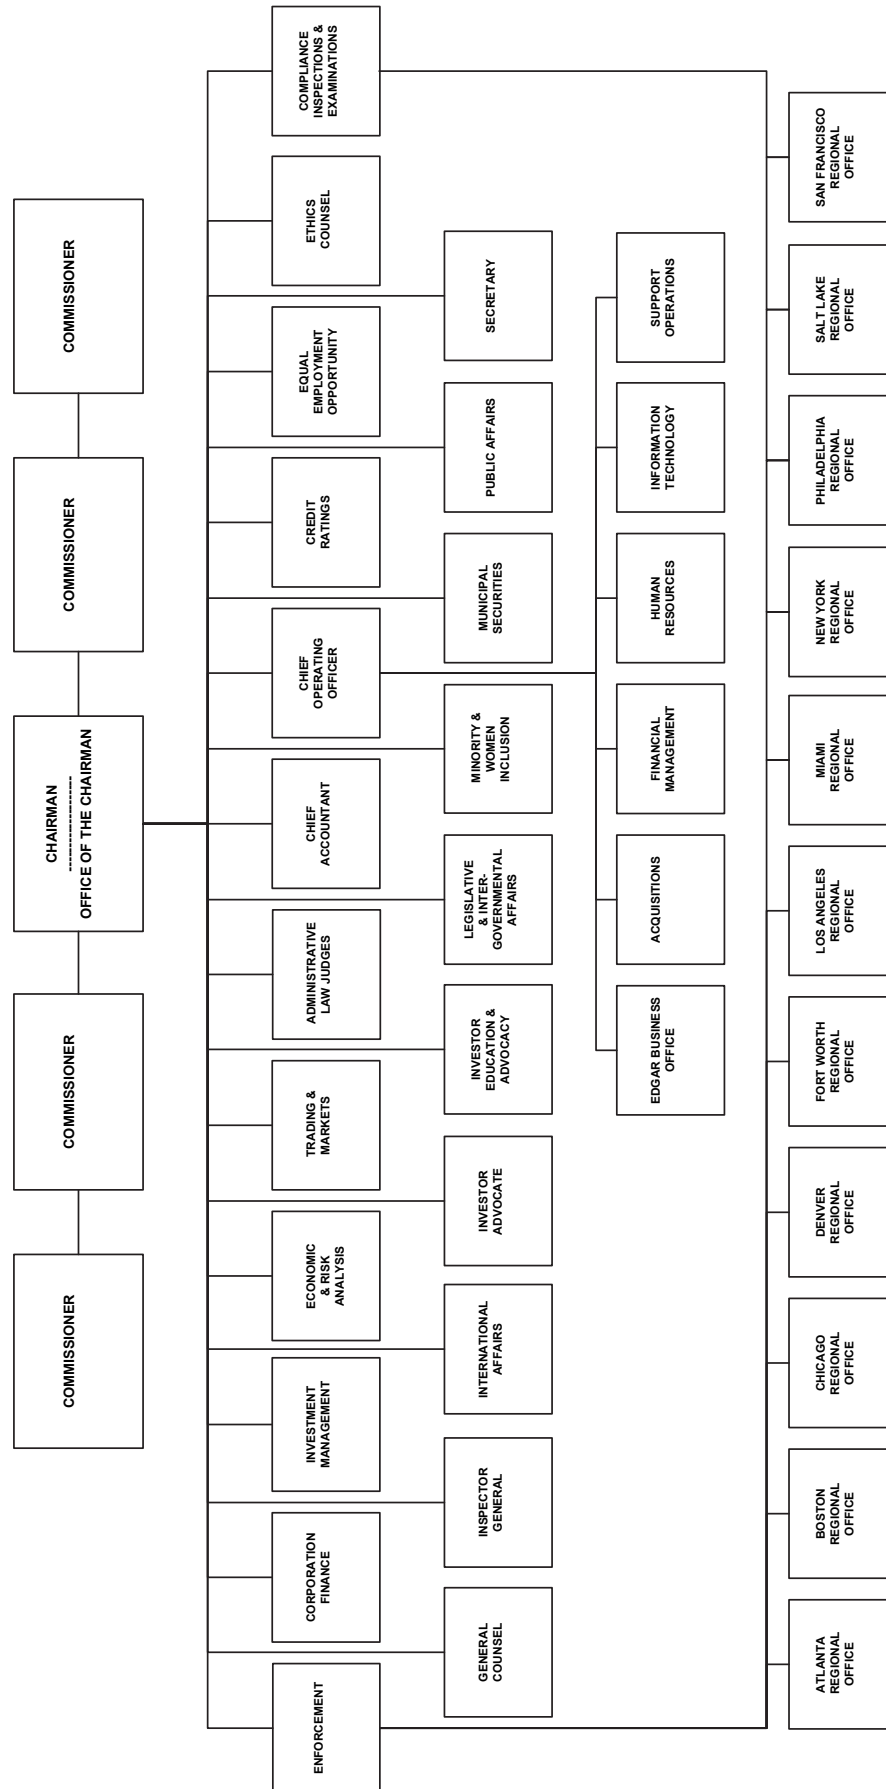 COMMISSIONER
COMMISSIONER
CHAIRMAN
---------------------
OFFICE OF THE CHAIRMAN
COMMISSIONER
COMMISSIONER
ENFORCEMENT
CORPORATION
FINANCE
INVESTMENT
MANAGEMENT
ECONOMIC
& RISK
ANALYSIS
TRADING &
MARKETS
ADMINISTRATIVE
LAW JUDGES
CHIEF
ACCOUNTANT
CHIEF
OPERATING
OFFICER
CREDIT
RATINGS
EQUAL
EMPLOYMENT
OPPORTUNITY
ETHICS
COUNSEL
COMPLIANCE
INSPECTIONS &
EXAMINATIONS
GENERAL
COUNSEL
INSPECTOR
GENERAL
INTERNATIONAL
AFFAIRS
INVESTOR
ADVOCATE
INVESTOR
EDUCATION &
ADVOCACY
LEGISLATIVE
& INTER-
GOVERNMENTAL
AFFAIRS
MINORITY &
WOMEN
INCLUSION
MUNICIPAL
SECURITIES
PUBLIC AFFAIRS
SECRETARY
EDGAR BUSINESS
OFFICE
ACQUISITIONS
FINANCIAL
MANAGEMENT
HUMAN
RESOURCES
INFORMATION
TECHNOLOGY
SUPPORT
OPERATIONS
ATLANTA
REGIONAL
OFFICE
BOSTON
REGIONAL
OFFICE
CHICAGO
REGIONAL
OFFICE
DENVER
REGIONAL
OFFICE
FORT WORTH
REGIONAL
OFFICE
LOS ANGELES
REGIONAL
OFFICE
MIAMI
REGIONAL
OFFICE
NEW YORK
REGIONAL
OFFICE
PHILADELPHIA
REGIONAL
OFFICE
SALT LAKE
REGIONAL
OFFICE
SAN FRANCISCO
REGIONAL
OFFICE